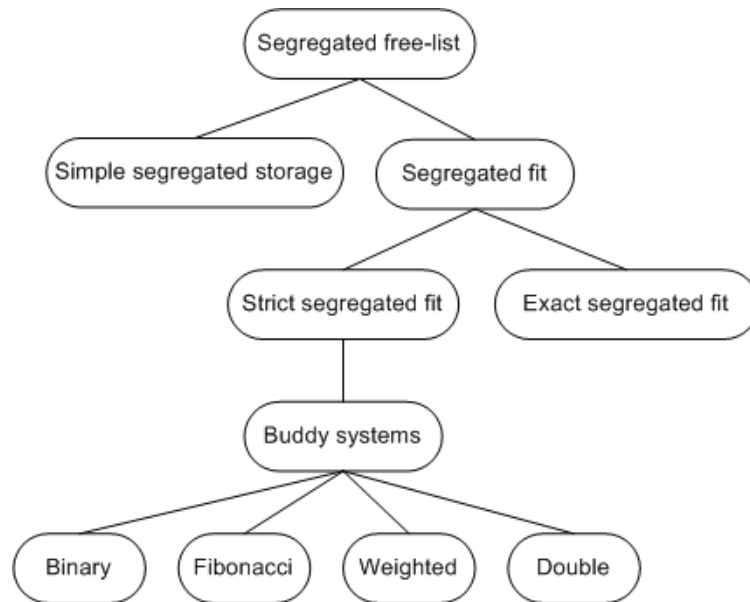 Segregated free-list
Simple segregated storage
Segregated fit
Strict segregated fit
Exact segregated fit
Buddy systems
Binary
Fibonacci
Weighted
Double